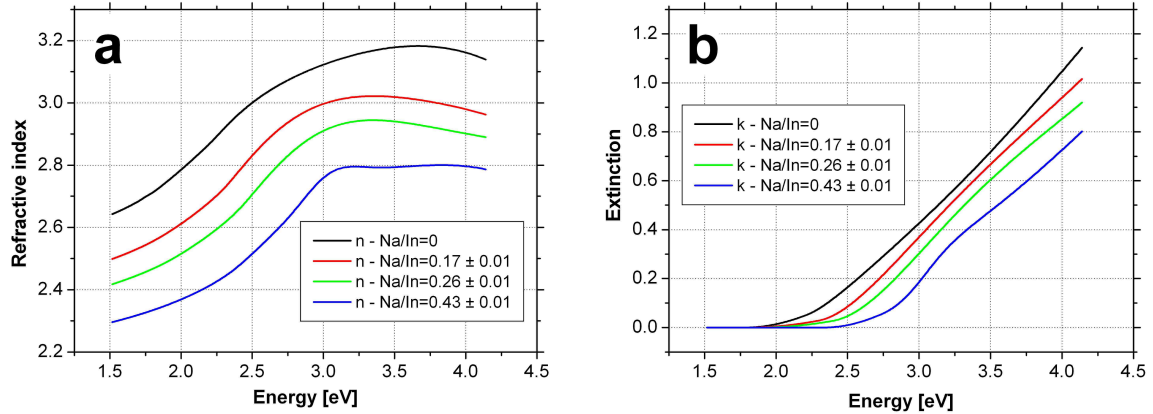 a
Refractive index
3.2
3.0
2.8
2.6
2.4
2.2
n - Na/In=0
n - Na/In=0.17 ± 0.01
n - Na/In=0.26 ± 0.01
n - Na/In=0.43 ± 0.01
1.5 2.0 2.5 3.0 3.5 4.0 4.5
Energy [eV]
b
Extinction
1.2
1.0
0.8
0.6
0.4
0.2
0.0
k - Na/In=0
k - Na/In=0.17 ± 0.01
k - Na/In=0.26 ± 0.01
k - Na/In=0.43 ± 0.01
1.5 2.0 2.5 3.0 3.5 4.0 4.5
Energy [eV]